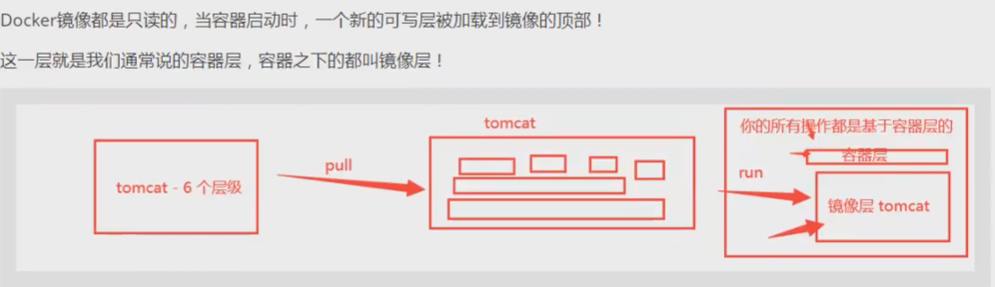 Docker镜像都是只读的，当容器启动时，一个新的可写层被加载到镜像的顶部！
这一层就是我们通常说的容器层，容器之下的都叫镜像层！
tomcat - 6 个层级
pull
tomcat
run
你的所有操作都是基于容器层的
容器层
镜像层 tomcat